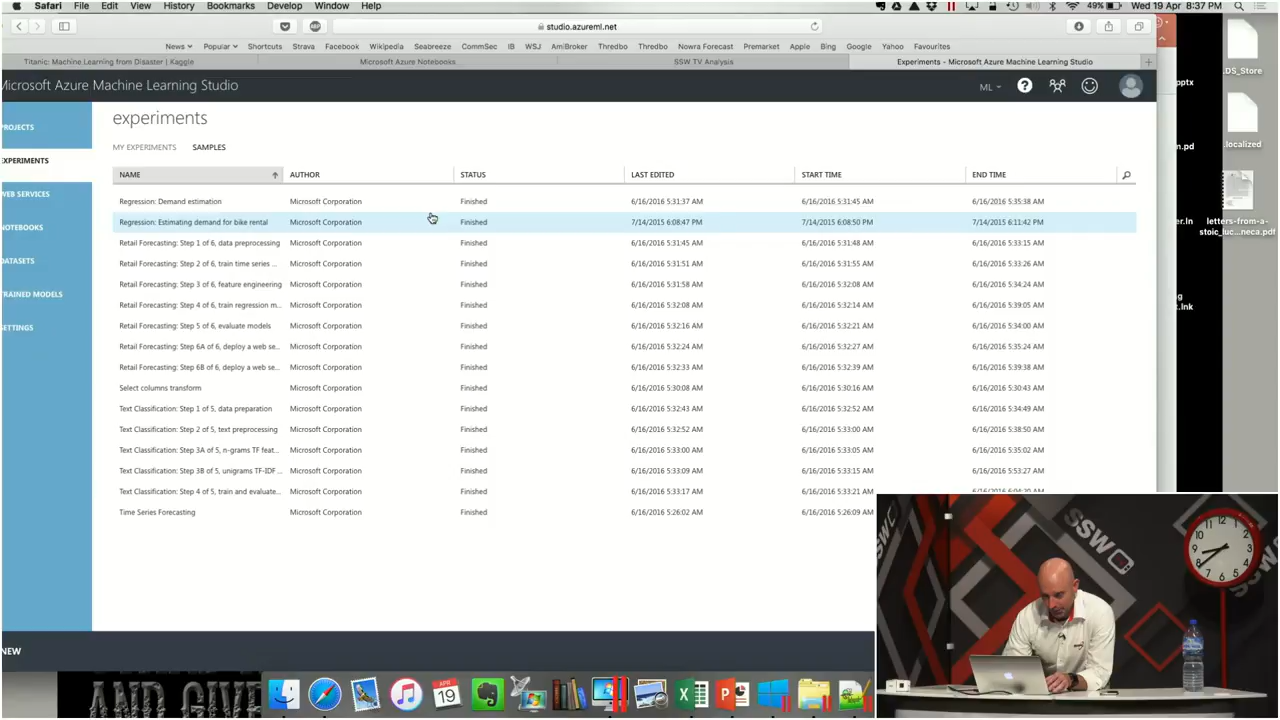 Safari File Edit View History Bookmarks Develop Window Help 49% Wed 19 Apr 8:37 PM
studio.azureml.net
News Popular Shortcuts Strava Facebook Wikipedia Seabreeze CommSec IB WSJ AmiBroker Thredbo Thredbo Nowra Forecast Premarket Apple Bing Google Yahoo Favourites
Titanic: Machine Learning from Disaster | Kaggle Microsoft Azure Notebooks SSW TV Analysis Experiments - Microsoft Azure Machine Learning Studio
Microsoft Azure Machine Learning Studio ML ?
experiments
MY EXPERIMENTS SAMPLES
NAME AUTHOR STATUS LAST EDITED START TIME END TIME
Regression: Demand estimation Microsoft Corporation Finished 6/16/2016 5:31:37 AM 6/16/2016 5:31:45 AM 6/16/2016 5:35:38 AM
Regression: Estimating demand for bike rental Microsoft Corporation Finished 7/14/2015 6:08:47 PM 7/14/2015 6:08:50 PM 7/14/2015 6:11:42 PM
Retail Forecasting: Step 1 of 6, data preprocessing Microsoft Corporation Finished 6/16/2016 5:31:45 AM 6/16/2016 5:31:48 AM 6/16/2016 5:33:15 AM
Retail Forecasting: Step 2 of 6, train time series ... Microsoft Corporation Finished 6/16/2016 5:31:51 AM 6/16/2016 5:31:55 AM 6/16/2016 5:33:26 AM
Retail Forecasting: Step 3 of 6, feature engineering Microsoft Corporation Finished 6/16/2016 5:31:58 AM 6/16/2016 5:32:08 AM 6/16/2016 5:34:24 AM
Retail Forecasting: Step 4 of 6, train regression m... Microsoft Corporation Finished 6/16/2016 5:32:08 AM 6/16/2016 5:32:14 AM 6/16/2016 5:39:05 AM
Retail Forecasting: Step 5 of 6, evaluate models Microsoft Corporation Finished 6/16/2016 5:32:16 AM 6/16/2016 5:32:21 AM 6/16/2016 5:34:00 AM
Retail Forecasting: Step 6A of 6, deploy a web se... Microsoft Corporation Finished 6/16/2016 5:32:24 AM 6/16/2016 5:32:27 AM 6/16/2016 5:35:24 AM
Retail Forecasting: Step 6B of 6, deploy a web se... Microsoft Corporation Finished 6/16/2016 5:32:33 AM 6/16/2016 5:32:39 AM 6/16/2016 5:39:38 AM
Select columns transform Microsoft Corporation Finished 6/16/2016 5:30:08 AM 6/16/2016 5:30:16 AM 6/16/2016 5:30:43 AM
Text Classification: Step 1 of 5, data preparation Microsoft Corporation Finished 6/16/2016 5:32:43 AM 6/16/2016 5:32:52 AM 6/16/2016 5:34:49 AM
Text Classification: Step 2 of 5, text preprocessing Microsoft Corporation Finished 6/16/2016 5:32:52 AM 6/16/2016 5:33:00 AM 6/16/2016 5:38:50 AM
Text Classification: Step 3A of 5, n-grams TF feat... Microsoft Corporation Finished 6/16/2016 5:33:00 AM 6/16/2016 5:33:05 AM 6/16/2016 5:35:02 AM
Text Classification: Step 3B of 5, unigrams TF-IDF ... Microsoft Corporation Finished 6/16/2016 5:33:09 AM 6/16/2016 5:33:15 AM 6/16/2016 5:53:27 AM
Text Classification: Step 4 of 5, train and evaluate... Microsoft Corporation Finished 6/16/2016 5:33:17 AM 6/16/2016 5:33:21 AM
Time Series Forecasting Microsoft Corporation Finished 6/16/2016 5:26:02 AM 6/16/2016 5:26:09 AM
PROJECTS
EXPERIMENTS
WEB SERVICES
NOTEBOOKS
DATASETS
TRAINED MODELS
SETTINGS
NEW
.DS_Store
pptx
.localized
m.pd
letters-from-a-
stoic_luc...neca.pdf
er.in
ng
t.lnk
AND GIVE
APR
19
SSW
SSW
12 1 2 3 4 5 6 7 8 9 10 11